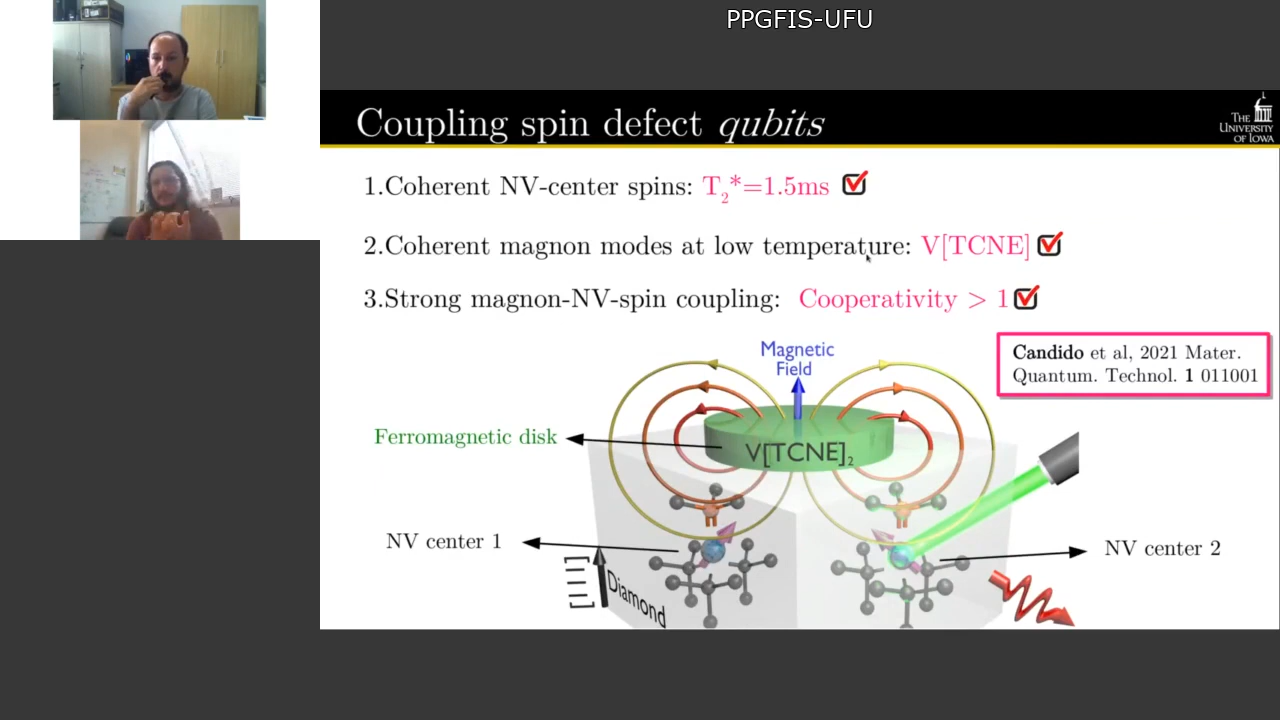 PPGFIS-UFU
Coupling spin defect qubits
THE
UNIVERSITY
OF IOWA
1.Coherent NV-center spins: T₂*=1.5ms
2.Coherent magnon modes at low temperature: V[TCNE]
3.Strong magnon-NV-spin coupling: Cooperativity > 1
Candido et al, 2021 Mater.
Quantum. Technol. 1 011001
Magnetic
Field
Ferromagnetic disk
V[TCNE]₂
NV center 1
NV center 2
[111]
Diamond